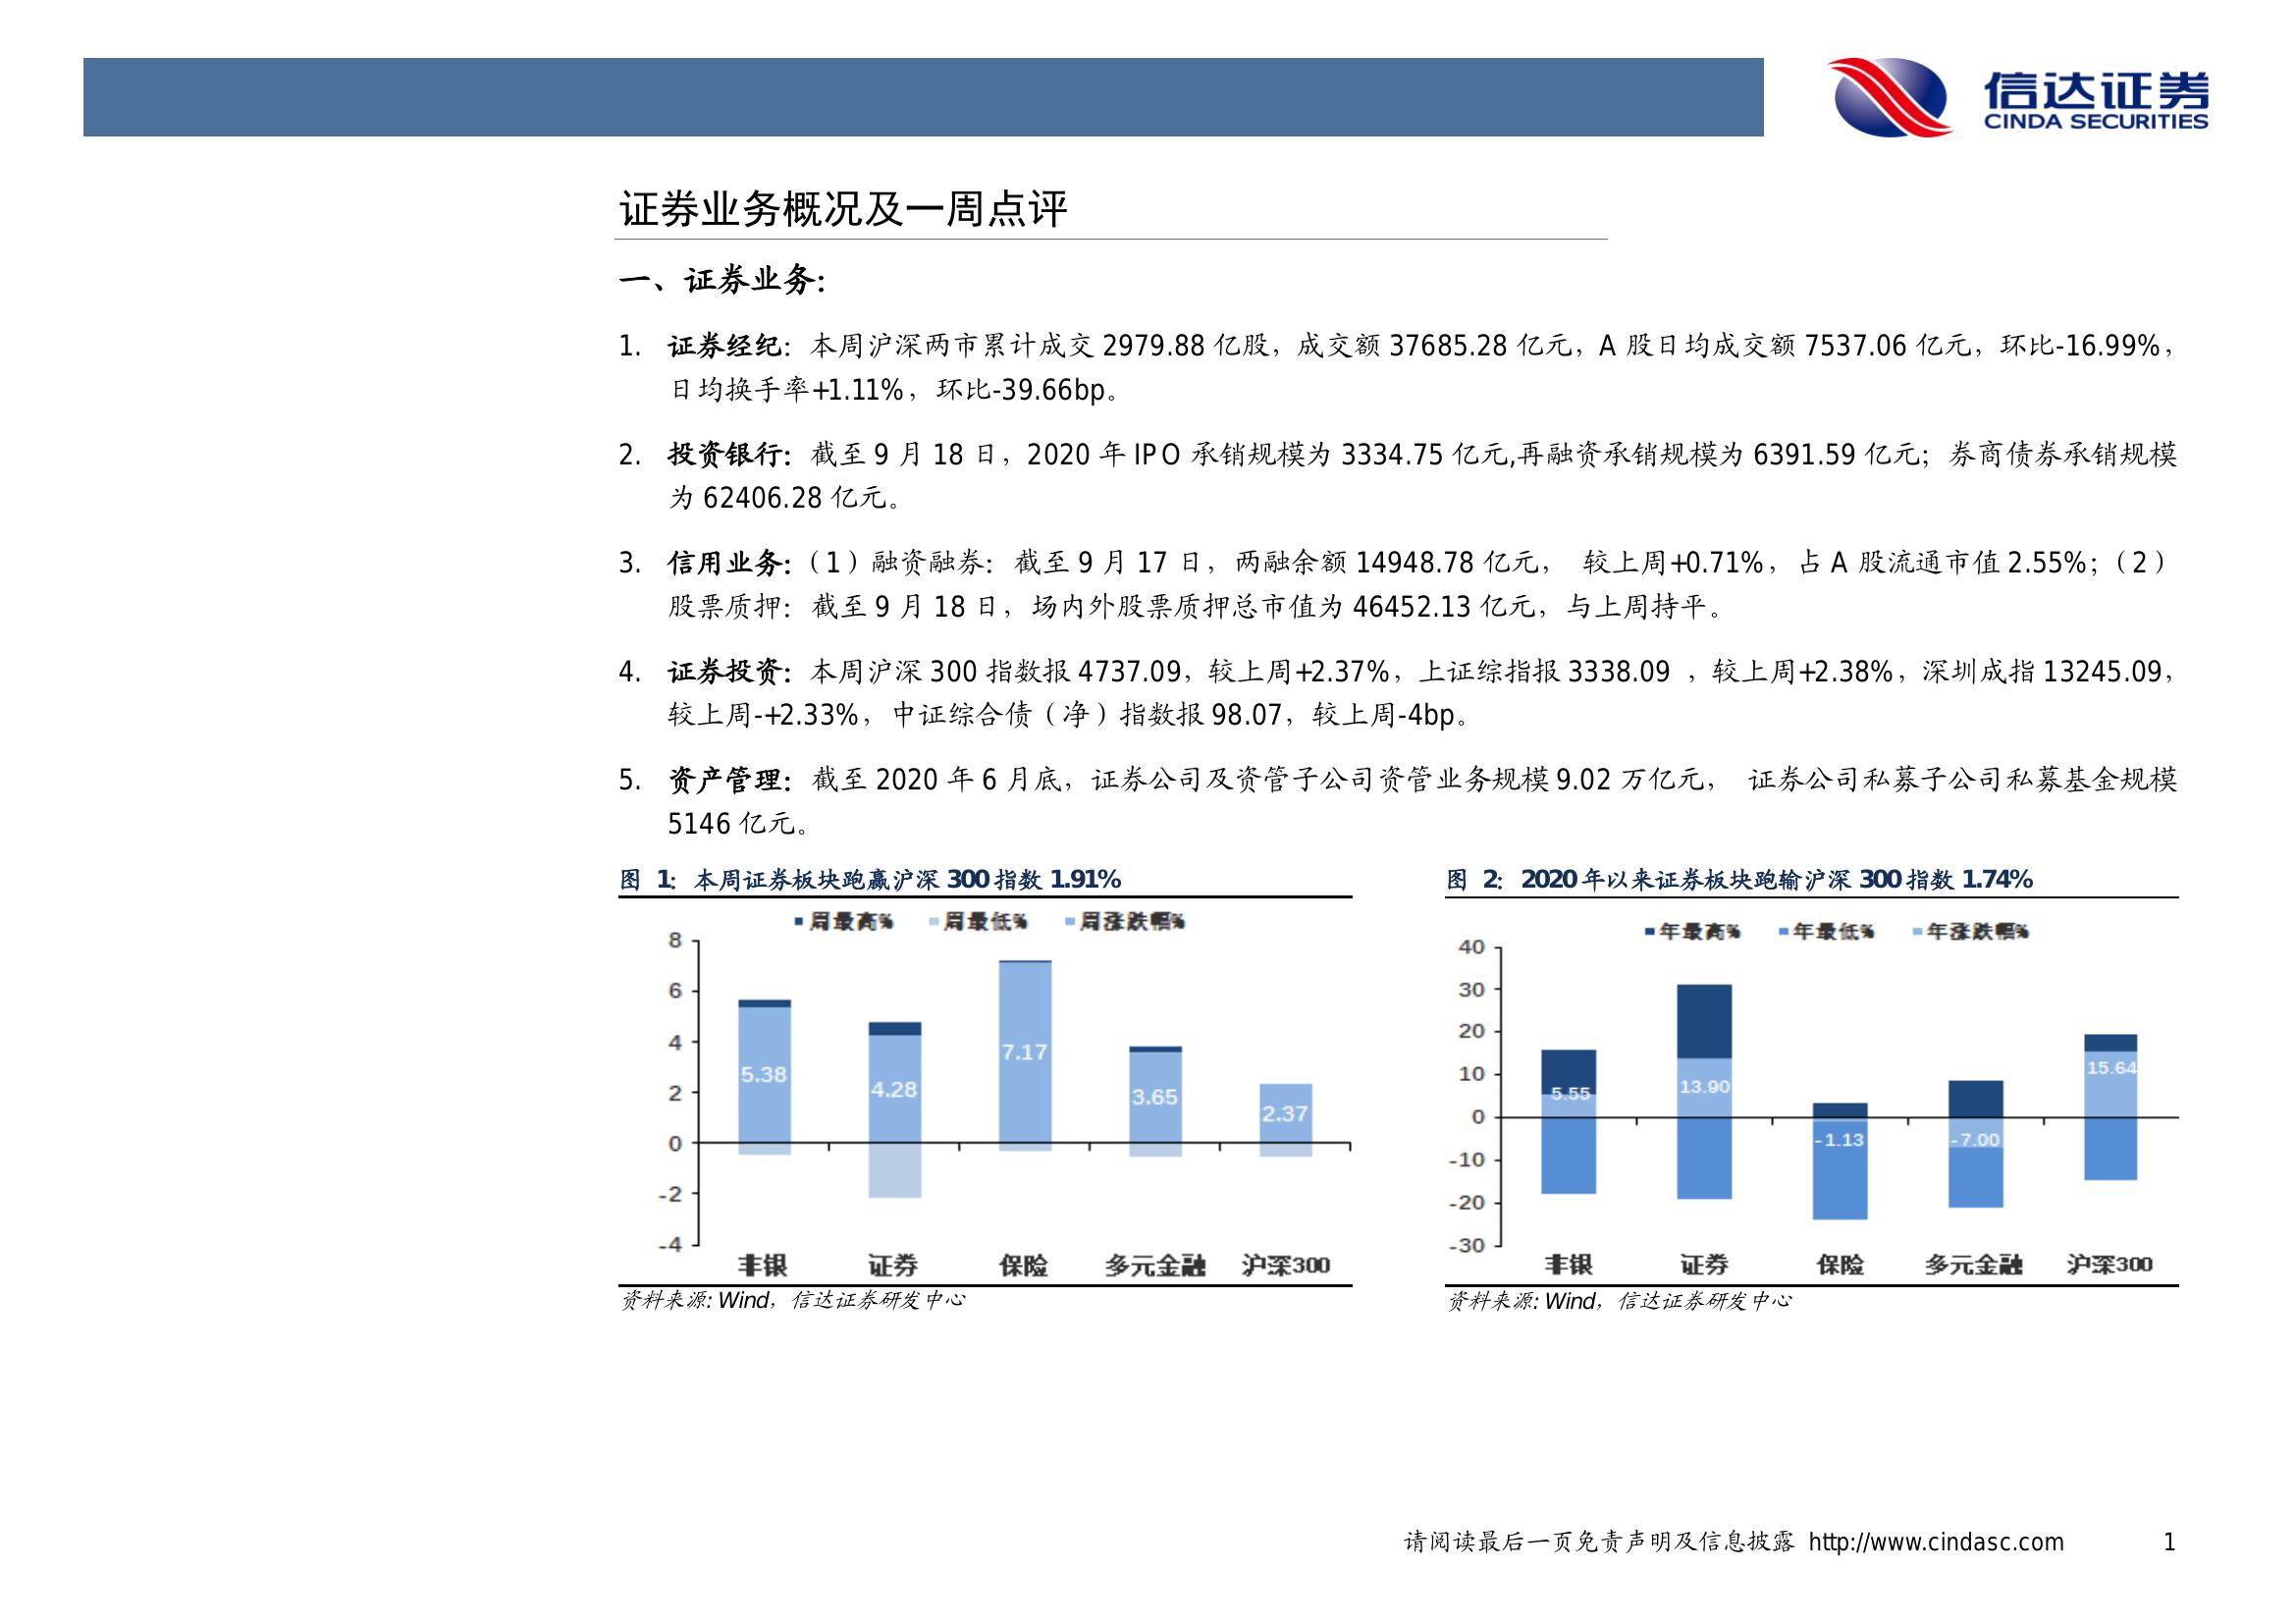 信达证券
CINDA SECURITIES
证券业务概况及一周点评
一、证券业务:
1. 证券经纪：本周沪深两市累计成交 2979.88 亿股，成交额 37685.28 亿元，A 股日均成交额 7537.06 亿元，环比-16.99%，
日均换手率+1.11%，环比-39.66bp。
2. 投资银行：截至 9 月 18 日，2020 年 IPO 承销规模为 3334.75 亿元,再融资承销规模为 6391.59 亿元；券商债券承销规模
为 62406.28 亿元。
3. 信用业务:（1）融资融券：截至 9 月 17 日，两融余额 14948.78 亿元， 较上周+0.71%，占 A 股流通市值 2.55%；（2）
股票质押：截至 9 月 18 日，场内外股票质押总市值为 46452.13 亿元，与上周持平。
4. 证券投资：本周沪深 300 指数报 4737.09，较上周+2.37%，上证综指报 3338.09 ，较上周+2.38%，深圳成指 13245.09，
较上周-+2.33%，中证综合债（净）指数报 98.07，较上周-4bp。
5. 资产管理：截至 2020 年 6 月底，证券公司及资管子公司资管业务规模 9.02 万亿元， 证券公司私募子公司私募基金规模
5146 亿元。
图 1: 本周证券板块跑赢沪深 300 指数 1.91%
周最高% 周最低% 周涨跌幅%
8
6
4
2
0
-2
-4
5.38
4.28
7.17
3.65
2.37
非银 证券 保险 多元金融 沪深300
资料来源: Wind，信达证券研发中心
图 2: 2020 年以来证券板块跑输沪深 300 指数 1.74%
年最高% 年最低% 年涨跌幅%
40
30
20
10
0
-10
-20
-30
5.55
13.90
-1.13
-7.00
15.64
非银 证券 保险 多元金融 沪深300
资料来源: Wind，信达证券研发中心
请阅读最后一页免责声明及信息披露 http://www.cindasc.com 1